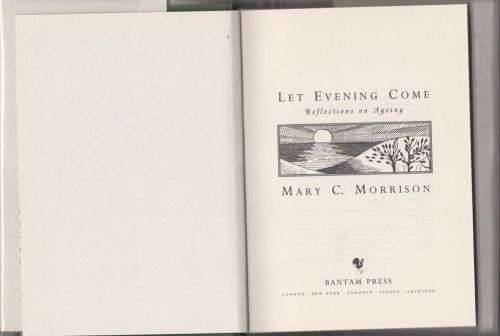 LET EVENING COME
Reflections on Ageing
MARY C. MORRISON
BANTAM PRESS
LONDON · NEW YORK · TORONTO · SYDNEY · AUCKLAND